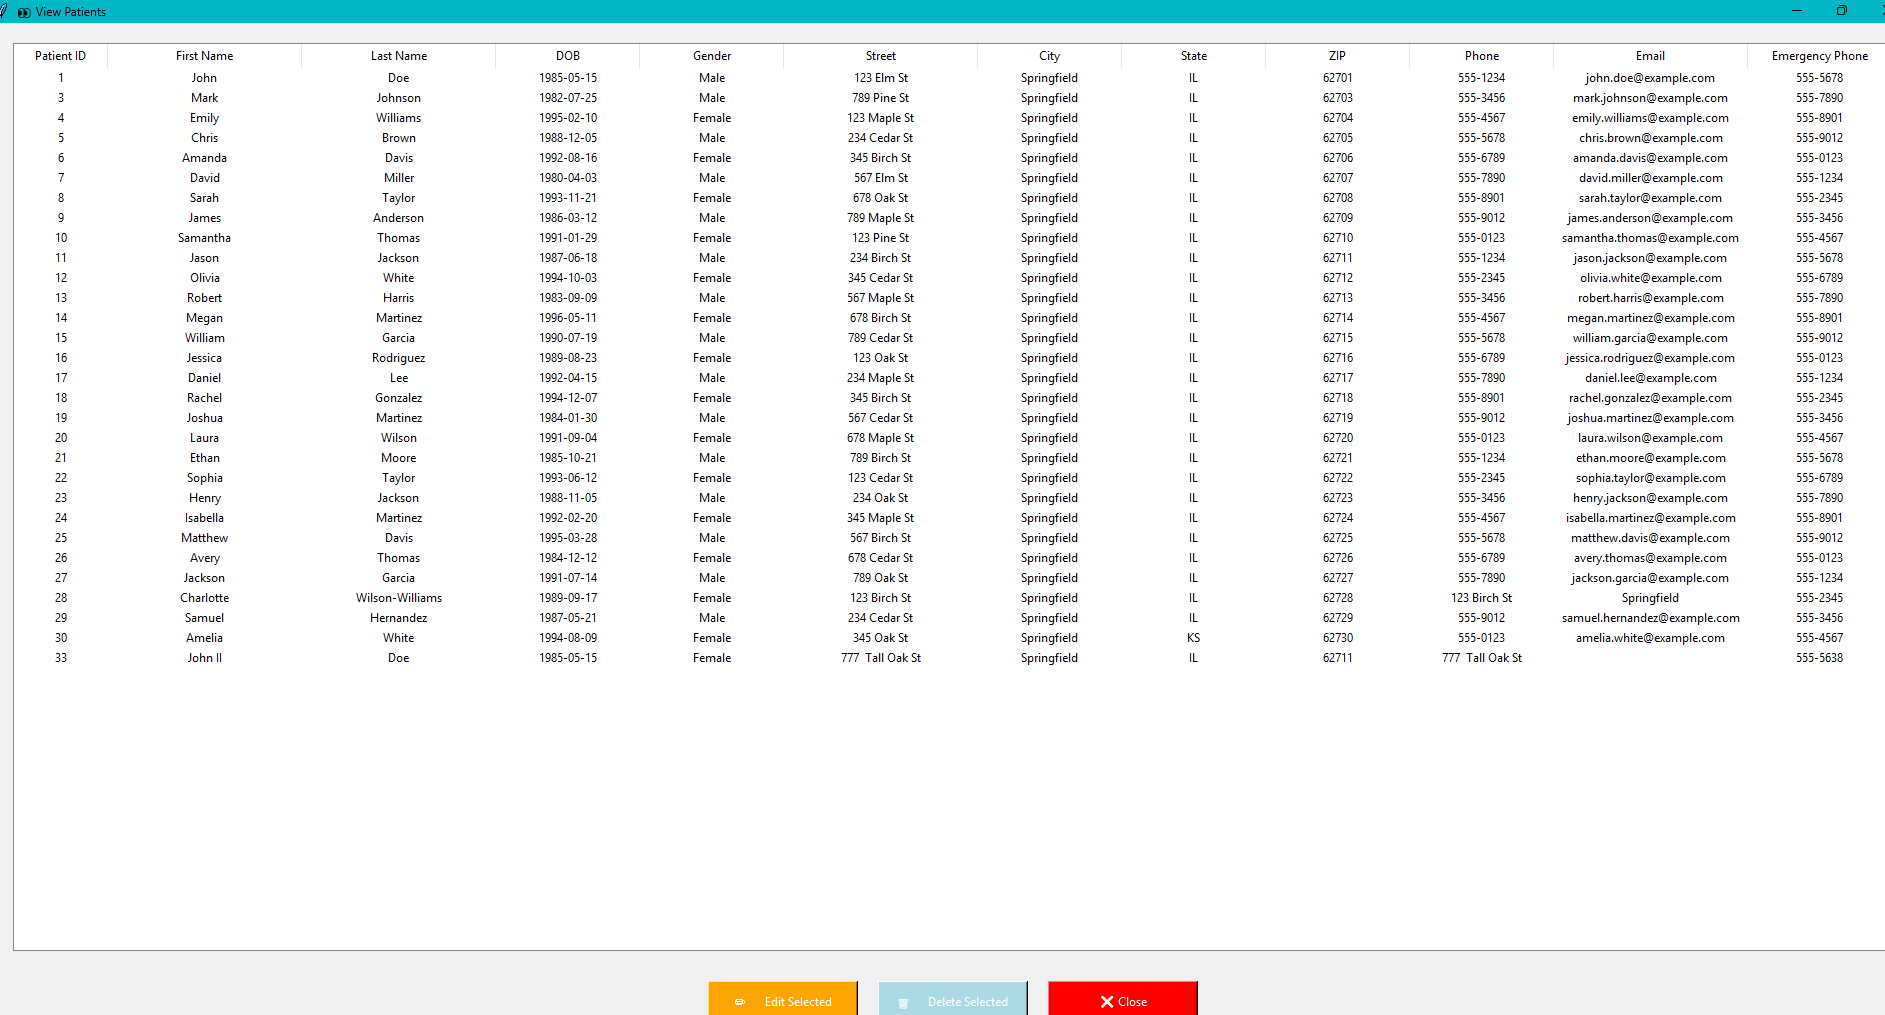 View Patients
Patient ID First Name Last Name DOB Gender Street City State ZIP Phone Email Emergency Phone
1 John Doe 1985-05-15 Male 123 Elm St Springfield IL 62701 555-1234 john.doe@example.com 555-5678
3 Mark Johnson 1982-07-25 Male 789 Pine St Springfield IL 62703 555-3456 mark.johnson@example.com 555-7890
4 Emily Williams 1995-02-10 Female 123 Maple St Springfield IL 62704 555-4567 emily.williams@example.com 555-8901
5 Chris Brown 1988-12-05 Male 234 Cedar St Springfield IL 62705 555-5678 chris.brown@example.com 555-9012
6 Amanda Davis 1992-08-16 Female 345 Birch St Springfield IL 62706 555-6789 amanda.davis@example.com 555-0123
7 David Miller 1980-04-03 Male 567 Elm St Springfield IL 62707 555-7890 david.miller@example.com 555-1234
8 Sarah Taylor 1993-11-21 Female 678 Oak St Springfield IL 62708 555-8901 sarah.taylor@example.com 555-2345
9 James Anderson 1986-03-12 Male 789 Maple St Springfield IL 62709 555-9012 james.anderson@example.com 555-3456
10 Samantha Thomas 1991-01-29 Female 123 Pine St Springfield IL 62710 555-0123 samantha.thomas@example.com 555-4567
11 Jason Jackson 1987-06-18 Male 234 Birch St Springfield IL 62711 555-1234 jason.jackson@example.com 555-5678
12 Olivia White 1994-10-03 Female 345 Cedar St Springfield IL 62712 555-2345 olivia.white@example.com 555-6789
13 Robert Harris 1983-09-09 Male 567 Maple St Springfield IL 62713 555-3456 robert.harris@example.com 555-7890
14 Megan Martinez 1996-05-11 Female 678 Birch St Springfield IL 62714 555-4567 megan.martinez@example.com 555-8901
15 William Garcia 1990-07-19 Male 789 Cedar St Springfield IL 62715 555-5678 william.garcia@example.com 555-9012
16 Jessica Rodriguez 1989-08-23 Female 123 Oak St Springfield IL 62716 555-6789 jessica.rodriguez@example.com 555-0123
17 Daniel Lee 1992-04-15 Male 234 Maple St Springfield IL 62717 555-7890 daniel.lee@example.com 555-1234
18 Rachel Gonzalez 1994-12-07 Female 345 Birch St Springfield IL 62718 555-8901 rachel.gonzalez@example.com 555-2345
19 Joshua Martinez 1984-01-30 Male 567 Cedar St Springfield IL 62719 555-9012 joshua.martinez@example.com 555-3456
20 Laura Wilson 1991-09-04 Female 678 Maple St Springfield IL 62720 555-0123 laura.wilson@example.com 555-4567
21 Ethan Moore 1985-10-21 Male 789 Birch St Springfield IL 62721 555-1234 ethan.moore@example.com 555-5678
22 Sophia Taylor 1993-06-12 Female 123 Cedar St Springfield IL 62722 555-2345 sophia.taylor@example.com 555-6789
23 Henry Jackson 1988-11-05 Male 234 Oak St Springfield IL 62723 555-3456 henry.jackson@example.com 555-7890
24 Isabella Martinez 1992-02-20 Female 345 Maple St Springfield IL 62724 555-4567 isabella.martinez@example.com 555-8901
25 Matthew Davis 1995-03-28 Male 567 Birch St Springfield IL 62725 555-5678 matthew.davis@example.com 555-9012
26 Avery Thomas 1984-12-12 Female 678 Cedar St Springfield IL 62726 555-6789 avery.thomas@example.com 555-0123
27 Jackson Garcia 1991-07-14 Male 789 Oak St Springfield IL 62727 555-7890 jackson.garcia@example.com 555-1234
28 Charlotte Wilson-Williams 1989-09-17 Female 123 Birch St Springfield IL 62728 123 Birch St Springfield 555-2345
29 Samuel Hernandez 1987-05-21 Male 234 Cedar St Springfield IL 62729 555-9012 samuel.hernandez@example.com 555-3456
30 Amelia White 1994-08-09 Female 345 Oak St Springfield KS 62730 555-0123 amelia.white@example.com 555-4567
33 John II Doe 1985-05-15 Female 777 Tall Oak St Springfield IL 62711 777 Tall Oak St 555-5638
Edit Selected Delete Selected Close